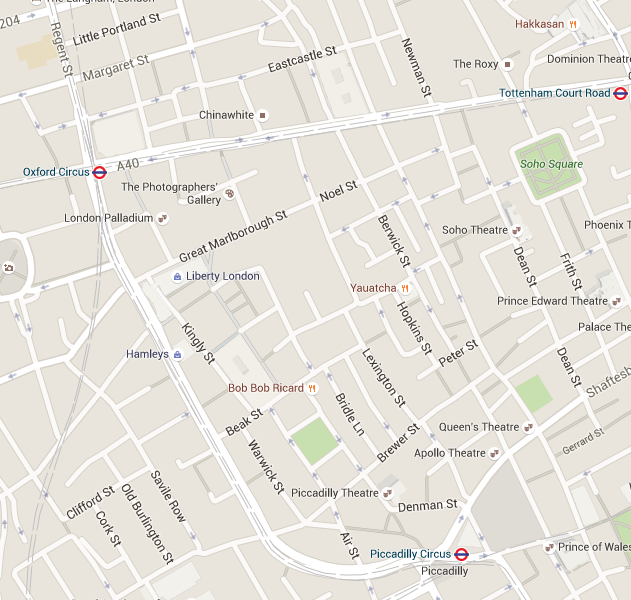 The Langham, London
204
Little Portland St
Regent St
Hakkasan
Margaret St
Eastcastle St
Newman St
The Roxy
Dominion Theatre
Tottenham Court Road
Chinawhite
Oxford Circus
A40
Soho Square
The Photographers'
Gallery
Noel St
London Palladium
Great Marlborough St
Berwick St
Soho Theatre
Phoenix T
Dean St
Frith St
Liberty London
Yauatcha
Prince Edward Theatre
Hopkins St
Kingly St
Palace The
Hamleys
Peter St
Dean St
Lexington St
Shaftesb
Bob Bob Ricard
Bridle Ln
Beak St
Brewer St
Queen's Theatre
Gerrard St
Apollo Theatre
Warwick St
Savile Row
Clifford St
Old Burlington St
Cork St
Piccadilly Theatre
Denman St
Air St
Piccadilly Circus
Prince of Wales
Piccadilly